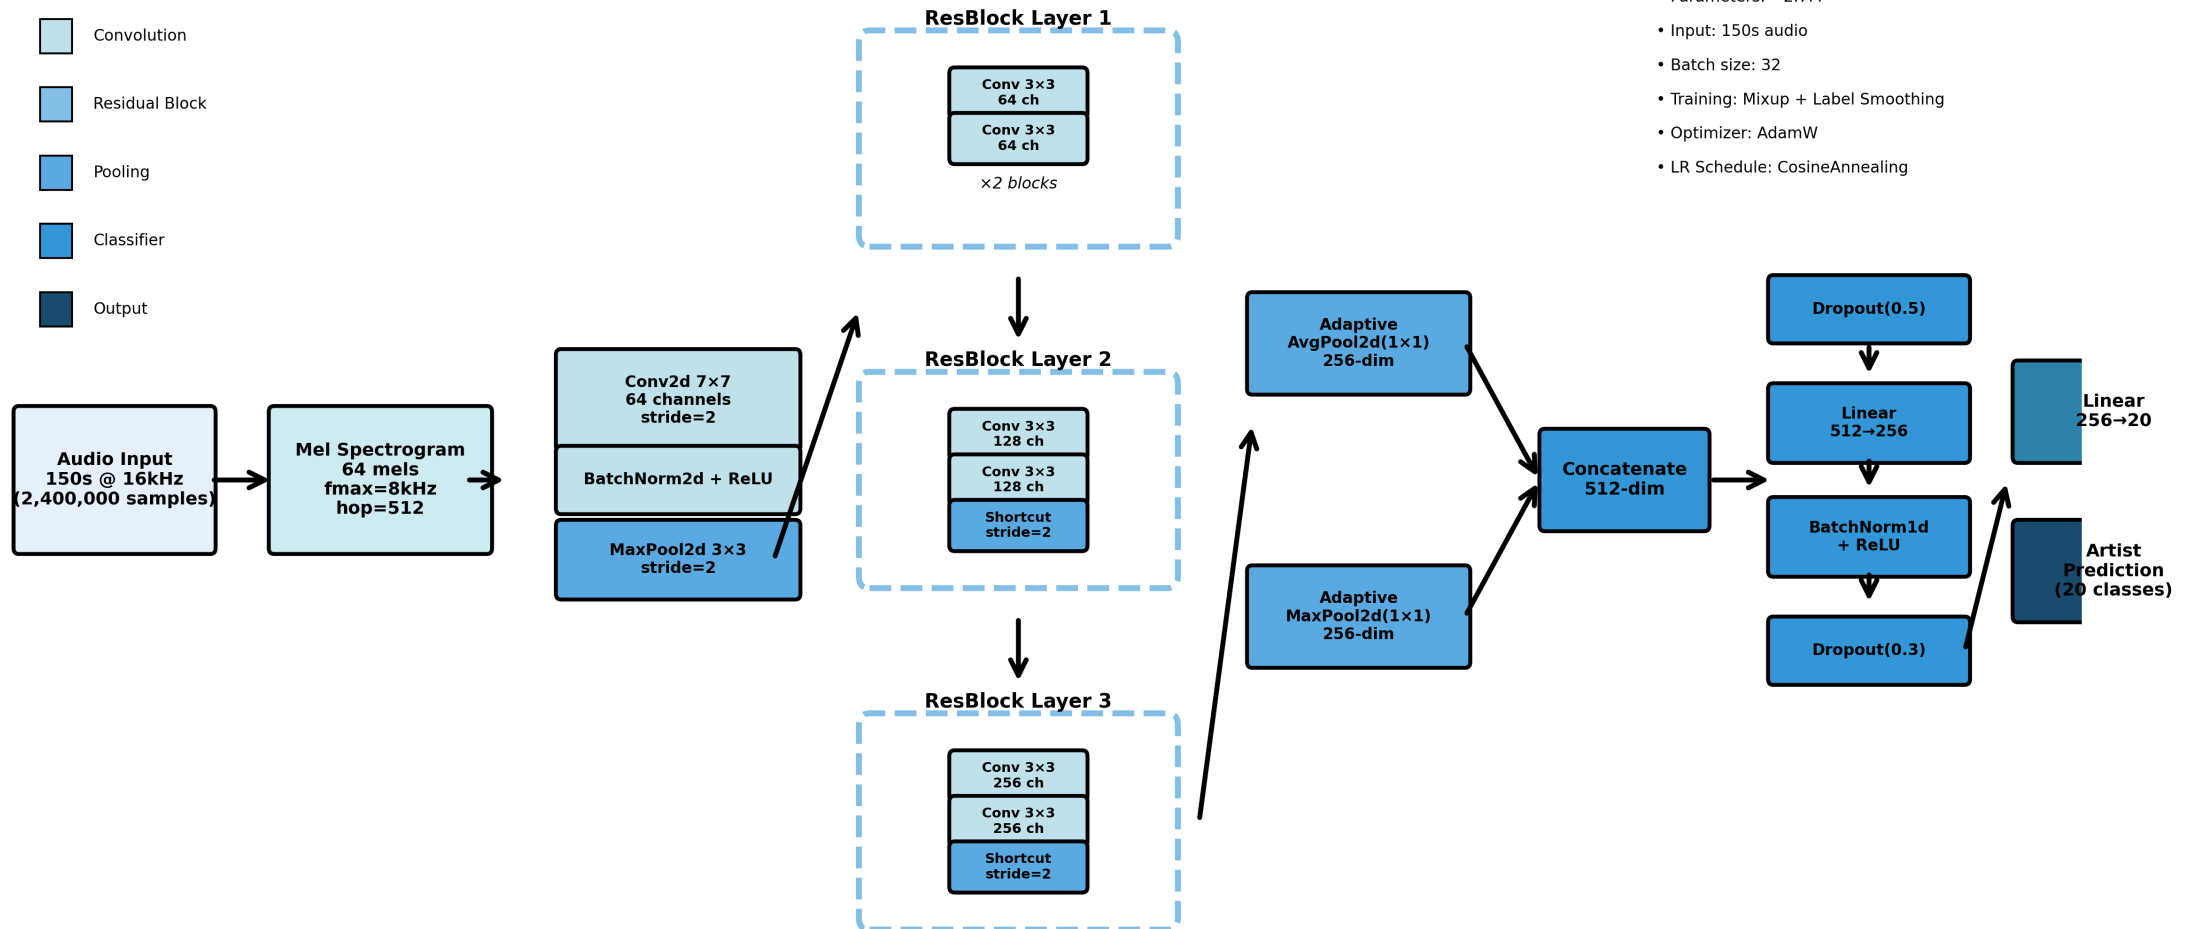 Convolution
Residual Block
Pooling
Classifier
Output
Audio Input
150s @ 16kHz
(2,400,000 samples)
Mel Spectrogram
64 mels
fmax=8kHz
hop=512
Conv2d 7×7
64 channels
stride=2
BatchNorm2d + ReLU
MaxPool2d 3×3
stride=2
ResBlock Layer 1
Conv 3×3
64 ch
Conv 3×3
64 ch
×2 blocks
ResBlock Layer 2
Conv 3×3
128 ch
Conv 3×3
128 ch
Shortcut
stride=2
ResBlock Layer 3
Conv 3×3
256 ch
Conv 3×3
256 ch
Shortcut
stride=2
Adaptive
AvgPool2d(1×1)
256-dim
Adaptive
MaxPool2d(1×1)
256-dim
Concatenate
512-dim
• Input: 150s audio
• Batch size: 32
• Training: Mixup + Label Smoothing
• Optimizer: AdamW
• LR Schedule: CosineAnnealing
Dropout(0.5)
Linear
512→256
BatchNorm1d
+ ReLU
Dropout(0.3)
Linear
256→20
Artist
Prediction
(20 classes)